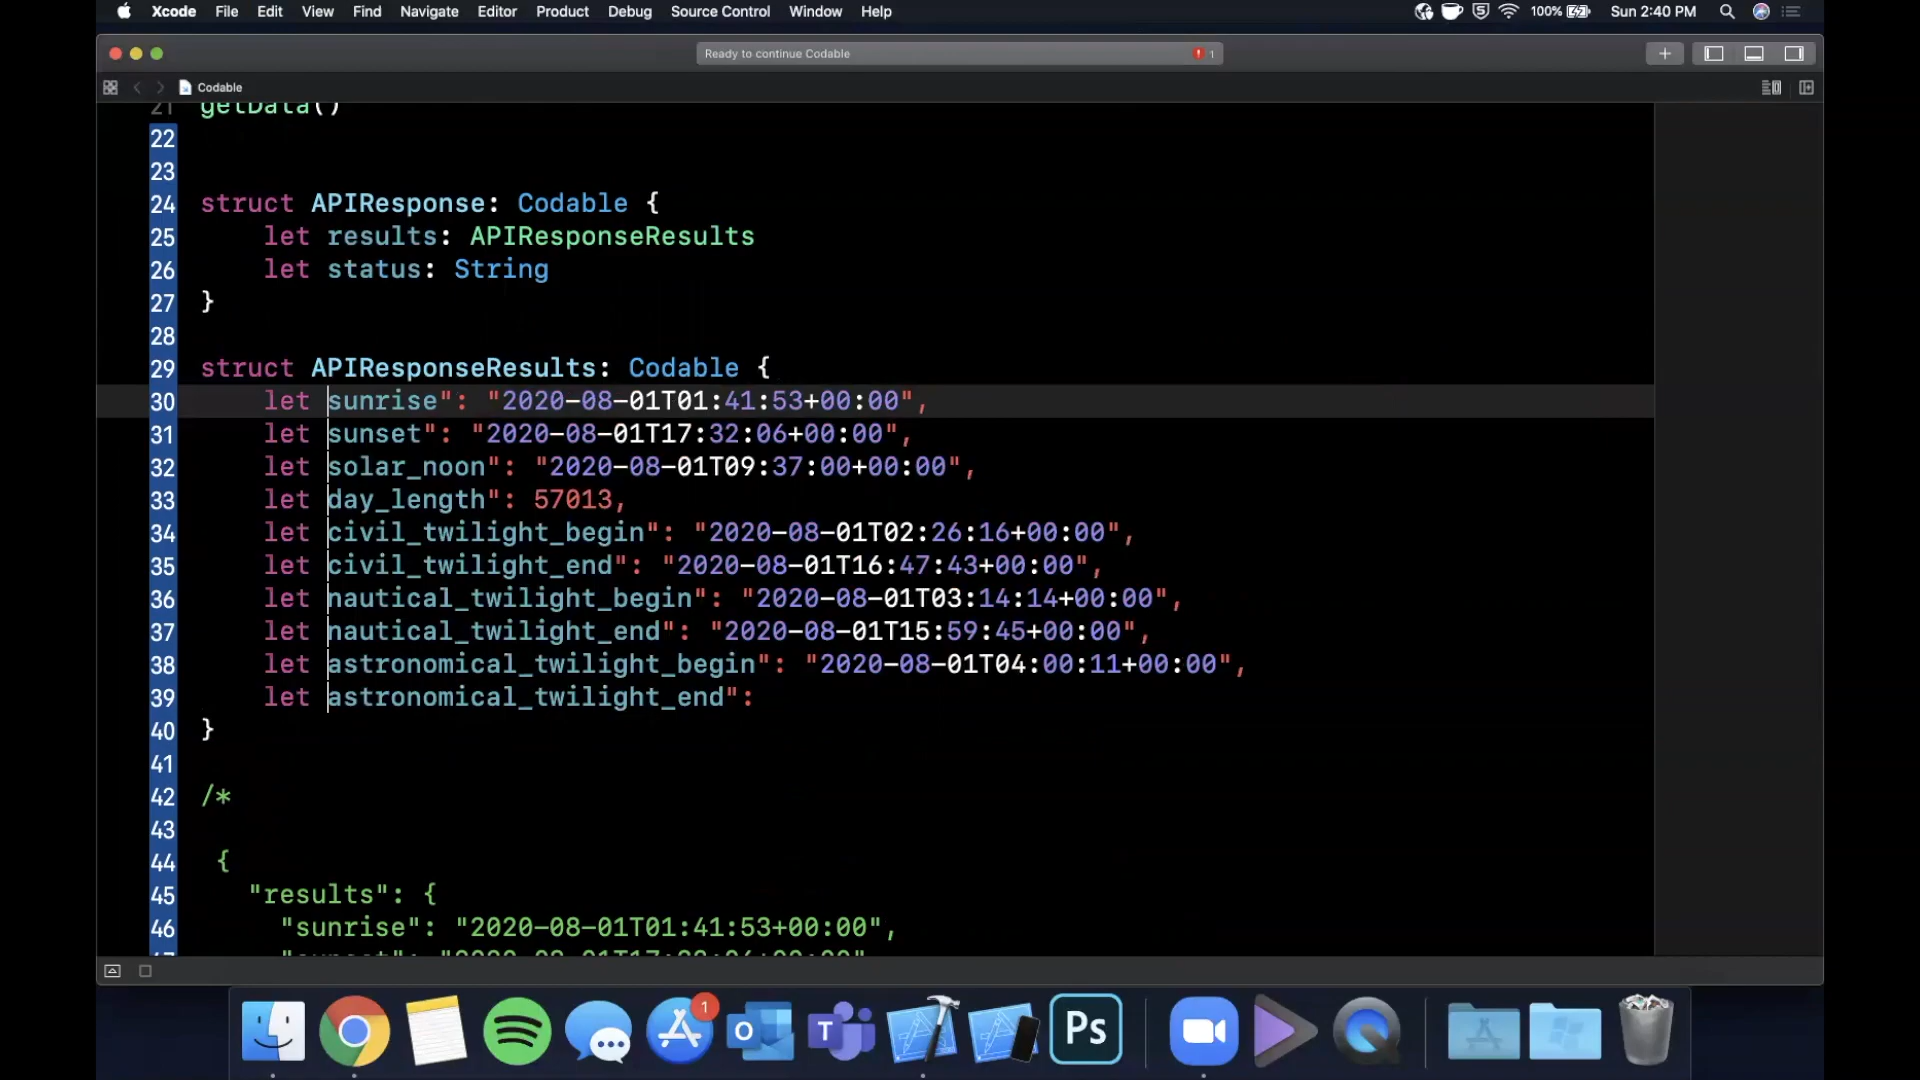 Xcode File Edit View Find Navigate Editor Product Debug Source Control Window Help 100% Sun 2:40 PM
Ready to continue Codable 1
Codable
21 getData()
22
23
24 struct APIResponse: Codable {
25 let results: APIResponseResults
26 let status: String
27 }
28
29 struct APIResponseResults: Codable {
30 let sunrise": "2020-08-01T01:41:53+00:00",
31 let sunset": "2020-08-01T17:32:06+00:00",
32 let solar_noon": "2020-08-01T09:37:00+00:00",
33 let day_length": 57013,
34 let civil_twilight_begin": "2020-08-01T02:26:16+00:00",
35 let civil_twilight_end": "2020-08-01T16:47:43+00:00",
36 let nautical_twilight_begin": "2020-08-01T03:14:14+00:00",
37 let nautical_twilight_end": "2020-08-01T15:59:45+00:00",
38 let astronomical_twilight_begin": "2020-08-01T04:00:11+00:00",
39 let astronomical_twilight_end":
40 }
41
42 /*
43
44 {
45 "results": {
46 "sunrise": "2020-08-01T01:41:53+00:00",
1
O
T
Ps